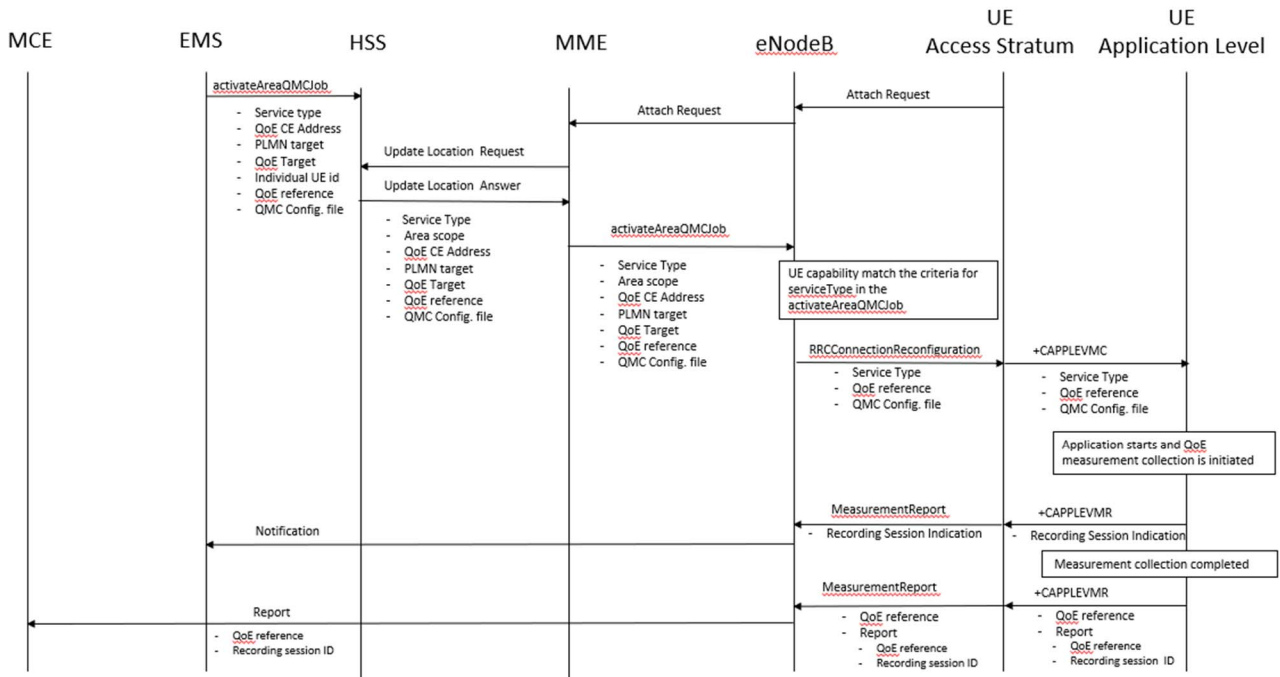 MCE
EMS
HSS
MME
eNodeB
UE
Access Stratum
UE
Application Level
activateAreaQMCJob
- Service type
- QoE CE Address
- PLMN target
- QoE Target
- Individual UE id
- QoE reference
- QMC Config. file
Attach Request
Attach Request
Update Location Request
Update Location Answer
- Service Type
- Area scope
- QoE CE Address
- PLMN target
- QoE Target
- QoE reference
- QMC Config. file
activateAreaQMCJob
- Service Type
- Area scope
- QoE CE Address
- PLMN target
- QoE Target
- QoE reference
- QMC Config. file
UE capability match the criteria for
serviceType in the
activateAreaQMCJob
RRCConnectionReconfiguration
- Service Type
- QoE reference
- QMC Config. file
+CAPPLEVMC
- Service Type
- QoE reference
- QMC Config. file
Application starts and QoE
measurement collection is initiated
+CAPPLEVMR
- Recording Session Indication
MeasurementReport
- Recording Session Indication
Notification
Measurement collection completed
+CAPPLEVMR
- QoE reference
- Report
- QoE reference
- Recording session ID
MeasurementReport
- QoE reference
- Report
- QoE reference
- Recording session ID
Report
- QoE reference
- Recording session ID